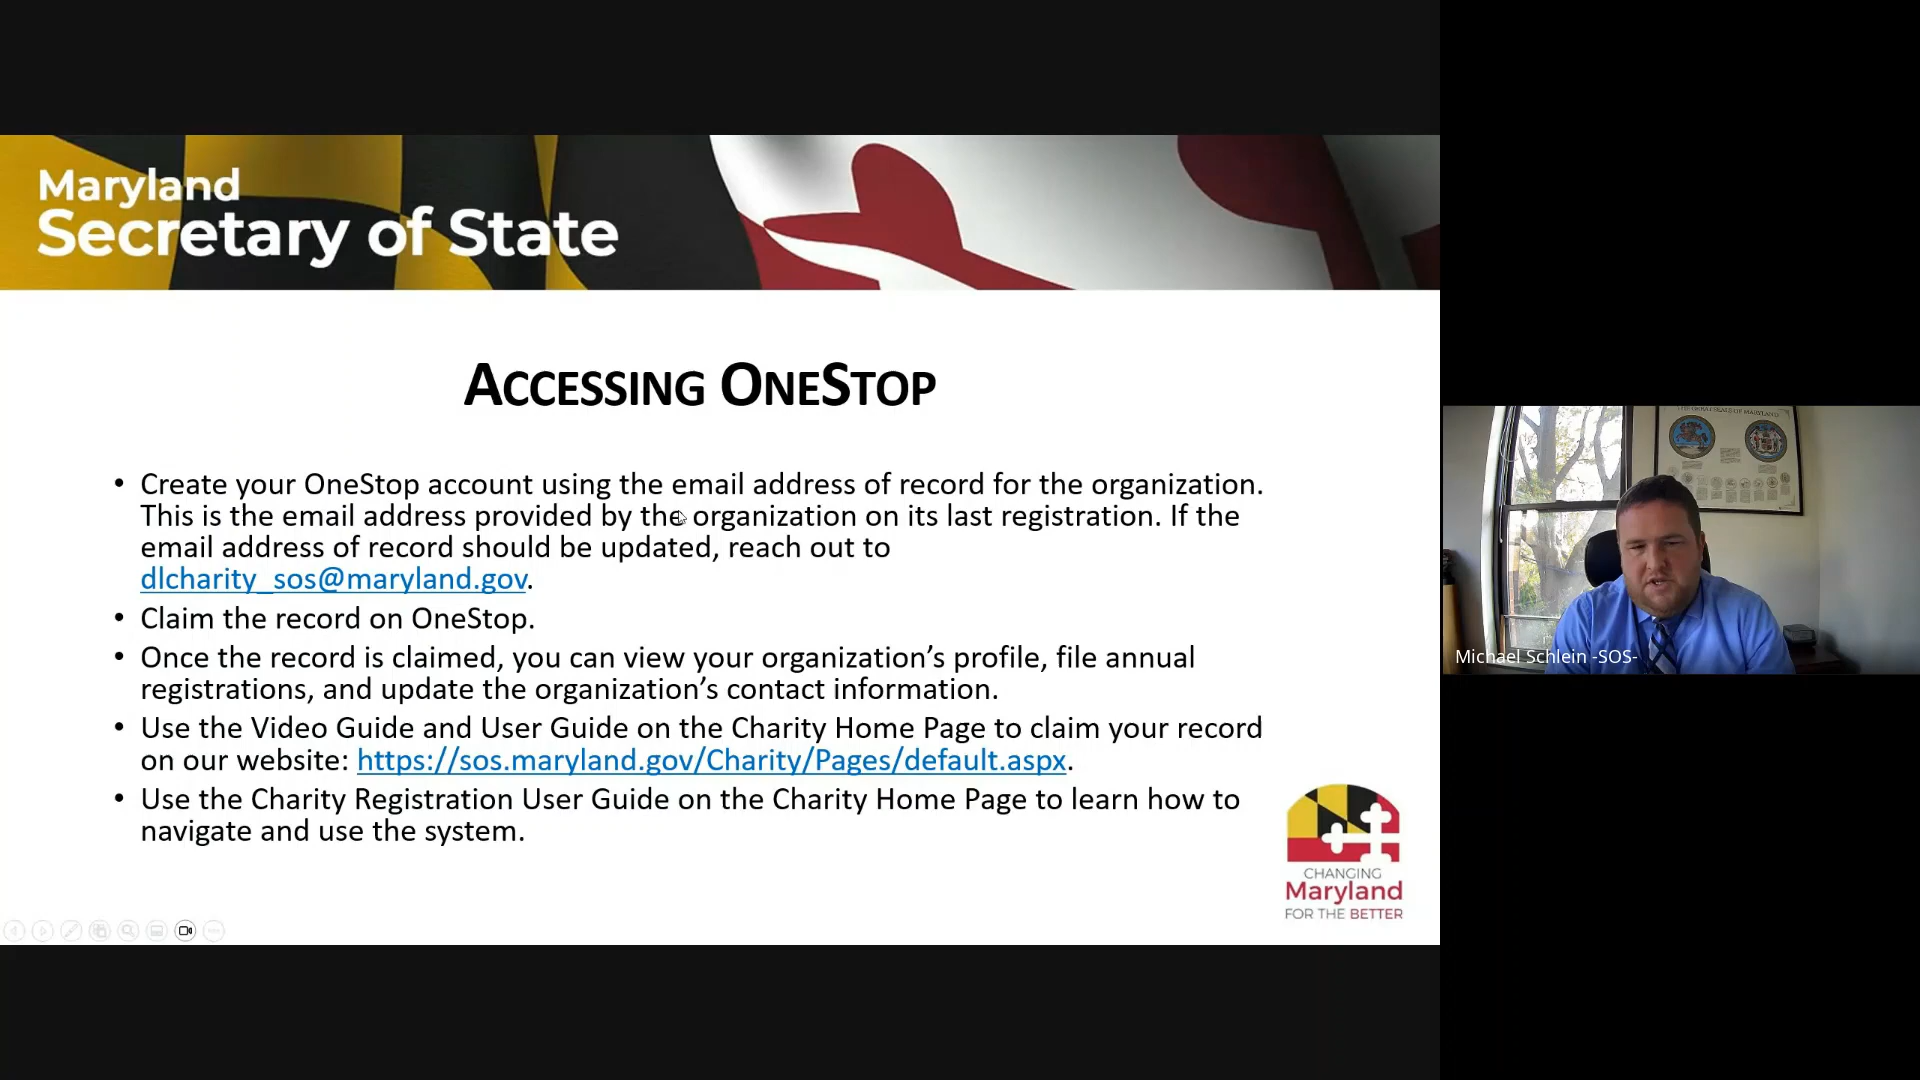 Maryland
Secretary of State
ACCESSING ONESTOP
• Create your OneStop account using the email address of record for the organization.
This is the email address provided by the organization on its last registration. If the
email address of record should be updated, reach out to
dlcharity_sos@maryland.gov.
• Claim the record on OneStop.
• Once the record is claimed, you can view your organization’s profile, file annual
registrations, and update the organization’s contact information.
• Use the Video Guide and User Guide on the Charity Home Page to claim your record
on our website: https://sos.maryland.gov/Charity/Pages/default.aspx.
• Use the Charity Registration User Guide on the Charity Home Page to learn how to
navigate and use the system.
CHANGING
Maryland
FOR THE BETTER
Michael Schlein -SOS-